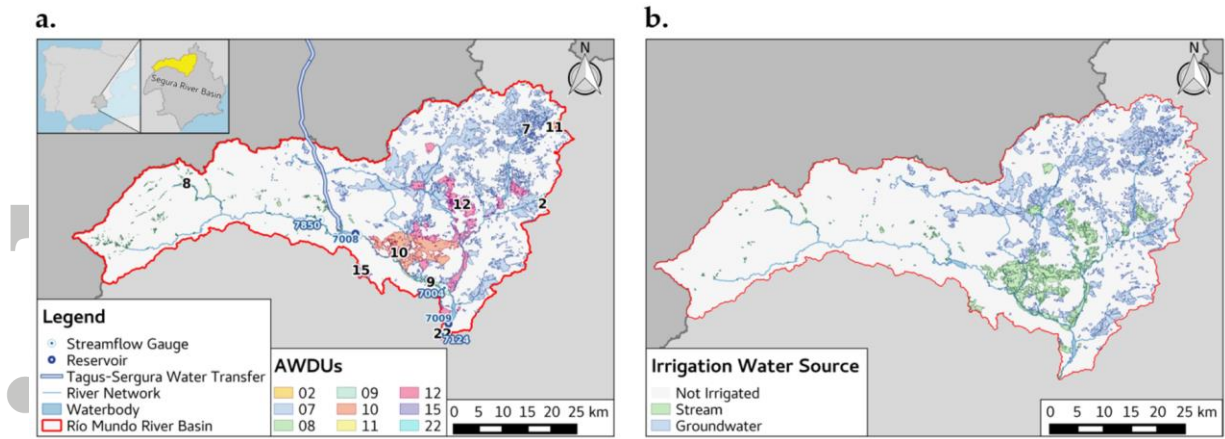 a.
N
Segura River Basin
7
11
8
12
2
7850
7008
10
15
9
7004
7009
22
7124
Legend
Streamflow Gauge
Reservoir
Tagus-Sergura Water Transfer
River Network
Waterbody
Río Mundo River Basin
AWDUs
02 09 12
07 10 15
08 11 22
0 5 10 15 20 25 km
b.
N
Irrigation Water Source
Not Irrigated
Stream
Groundwater
0 5 10 15 20 25 km